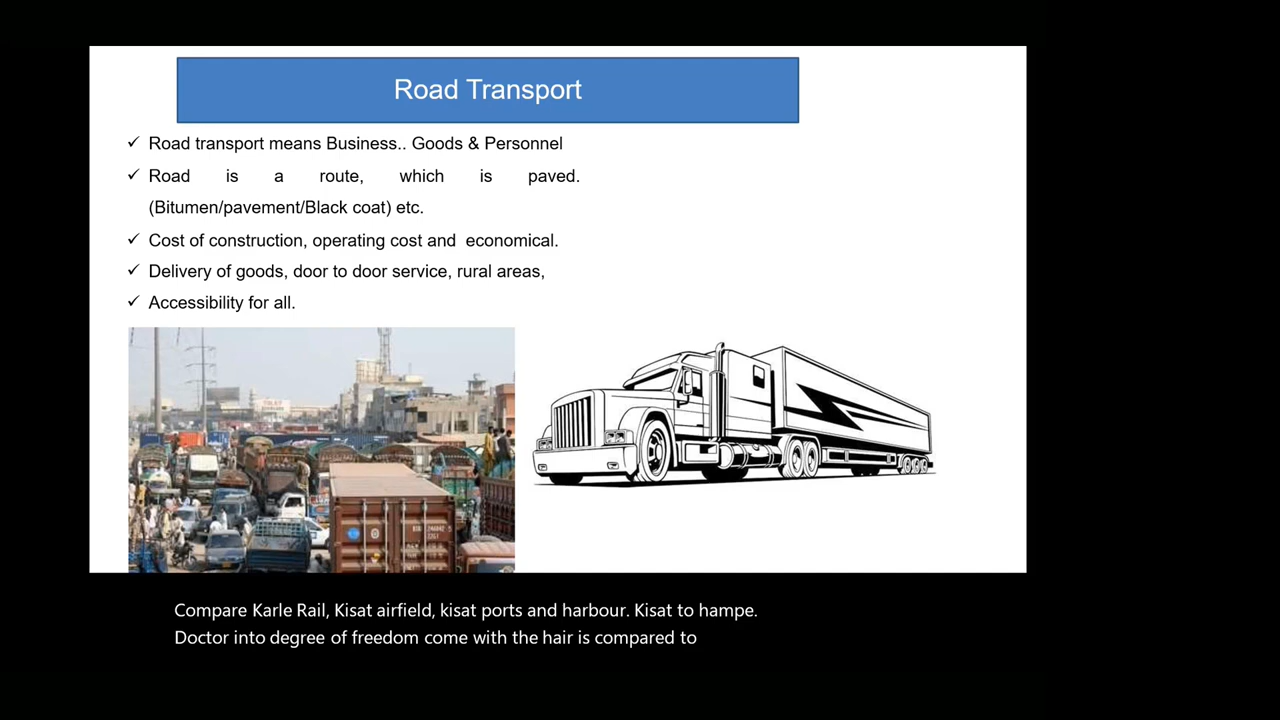 Road Transport
✓ Road transport means Business.. Goods & Personnel
✓ Road is a route, which is paved.
(Bitumen/pavement/Black coat) etc.
✓ Cost of construction, operating cost and economical.
✓ Delivery of goods, door to door service, rural areas,
✓ Accessibility for all.
Compare Karle Rail, Kisat airfield, kisat ports and harbour. Kisat to hampe.
Doctor into degree of freedom come with the hair is compared to